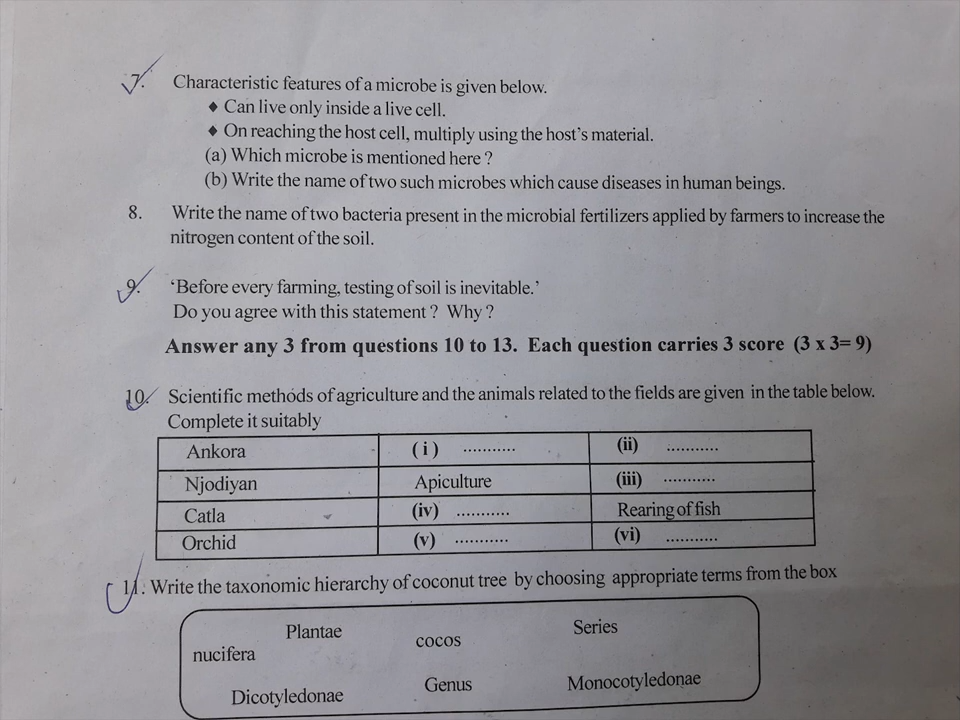 7. Characteristic features of a microbe is given below.
♦ Can live only inside a live cell.
♦ On reaching the host cell, multiply using the host's material.
(a) Which microbe is mentioned here ?
(b) Write the name of two such microbes which cause diseases in human beings.
8. Write the name of two bacteria present in the microbial fertilizers applied by farmers to increase the
nitrogen content of the soil.
9. ‘Before every farming, testing of soil is inevitable.’
Do you agree with this statement ? Why ?
Answer any 3 from questions 10 to 13. Each question carries 3 score (3 x 3= 9)
10. Scientific methods of agriculture and the animals related to the fields are given in the table below.
Complete it suitably
Ankora (i) ........... (ii) ...........
Njodiyan Apiculture (iii) ...........
Catla (iv) ........... Rearing of fish
Orchid (v) ........... (vi) ...........
11. Write the taxonomic hierarchy of coconut tree by choosing appropriate terms from the box
Plantae cocos Series
nucifera
Dicotyledonae Genus Monocotyledonae